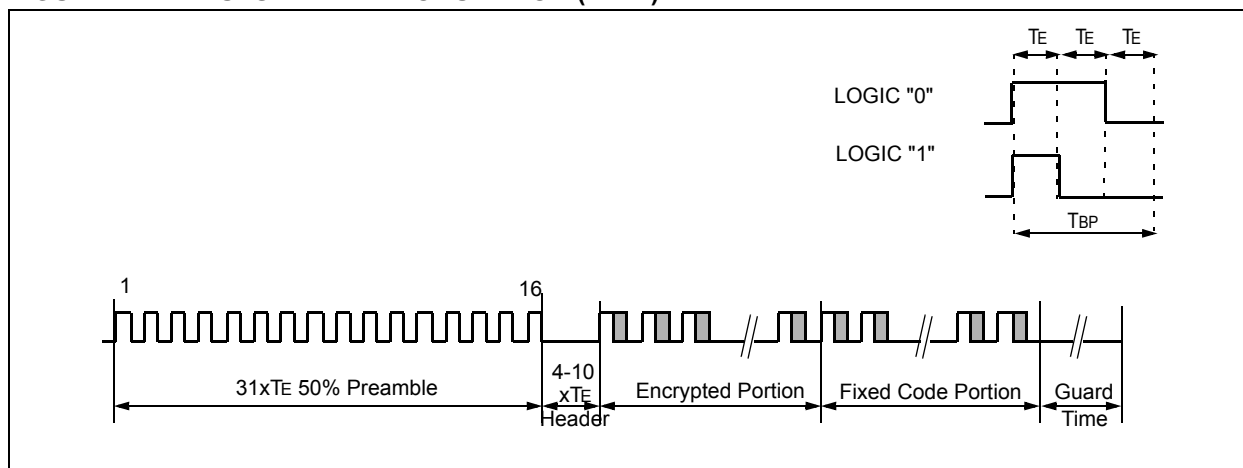 TE TE TE
LOGIC "0"
LOGIC "1"
TBP
1 16
31xTE 50% Preamble
4-10
xTE
Header
Encrypted Portion
Fixed Code Portion
Guard
Time